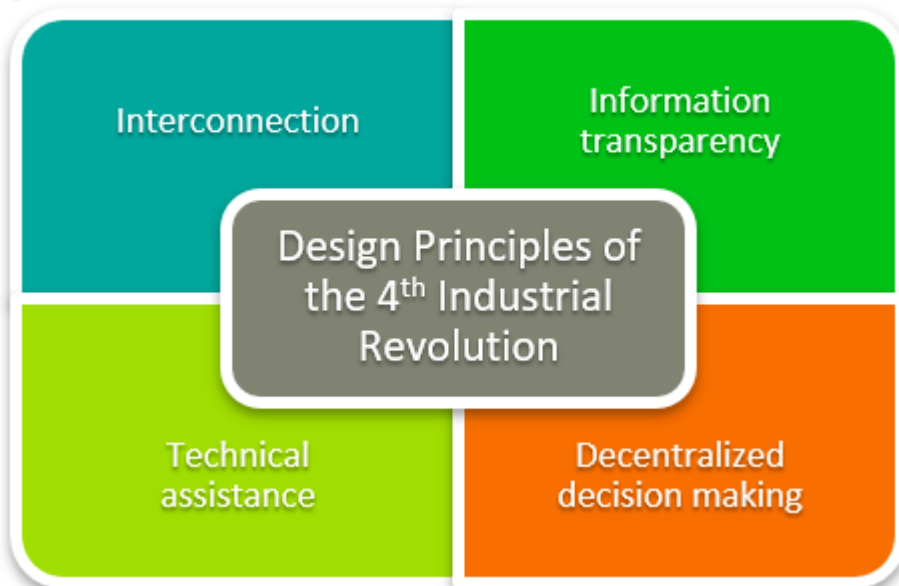 Interconnection
Information
transparency
Design Principles of
the 4th Industrial
Revolution
Technical
assistance
Decentralized
decision making